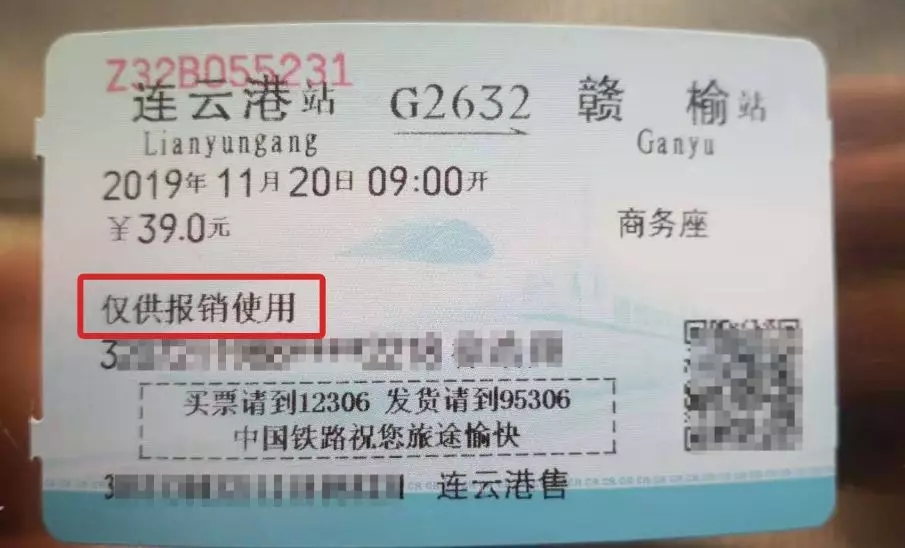 Z32B055231
连云港站 G2632 赣榆站
Lianyungang Ganyu
2019年11月20日09:00开
￥39.0元 商务座
仅供报销使用
买票请到12306 发货请到95306
中国铁路祝您旅途愉快
连云港售